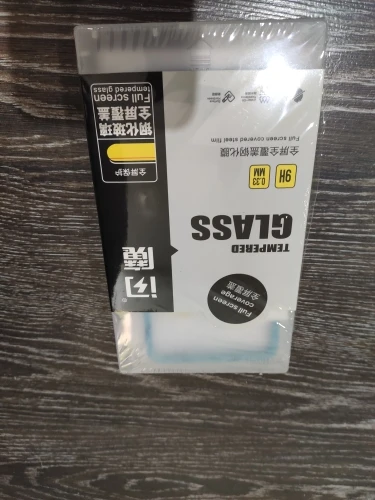 闪
魔
Full screen
coverage
全屏覆盖
TEMPERED
GLASS
9H
0.33
MM
全屏全覆盖钢化膜
Full screen covered steel film
全屏保护
钢化玻璃
全屏覆盖
Full screen
tempered glass